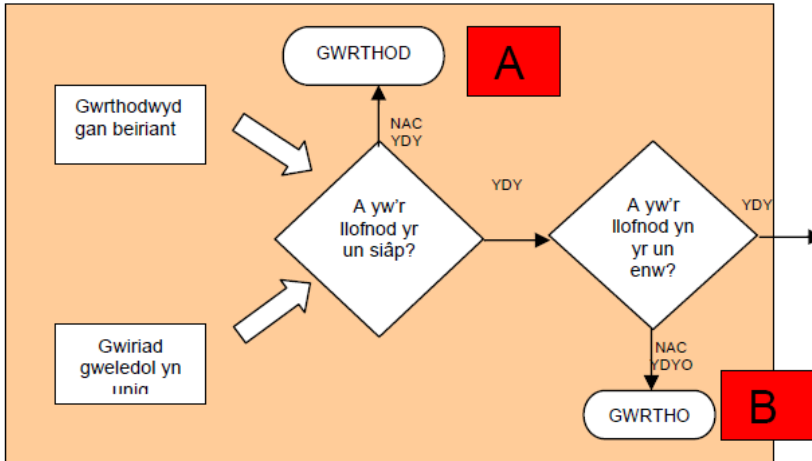 GWRTHOD
A
Gwrthodwyd
gan beiriant
NAC
YDY
A yw'r
llofnod yr
un siâp?
YDY
A yw'r
llofnod yn
yr un
enw?
YDY
Gwiriad
gweledol yn
unig
NAC
YDYO
GWRTHO
B